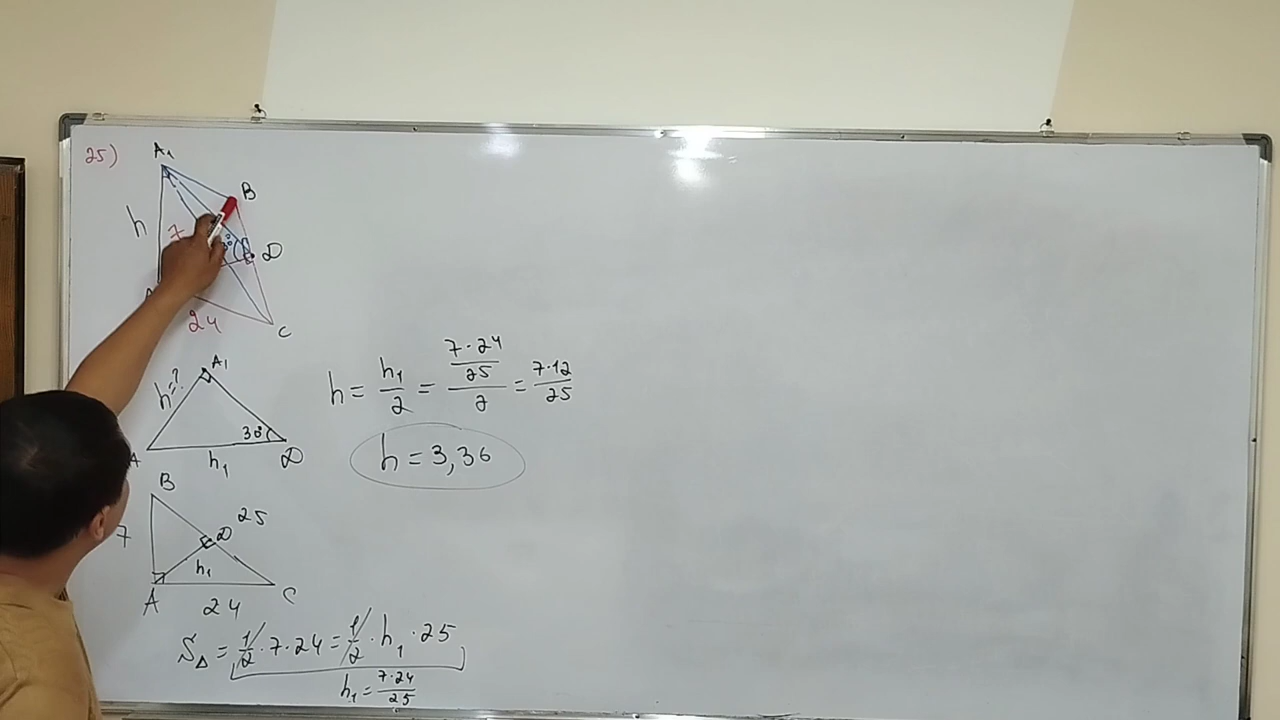 25)
A₁
B
h
7
30°
D
24
C
A₁
h=?
30°
A
h₁
D
h = h₁/2 = (7·24/25)/2 = 7·12/25
h = 3,36
B
25
7
D
h₁
A
C
24
S△ = 1/2·7·24 = 1/2·h₁·25
h₁ = 7·24/25